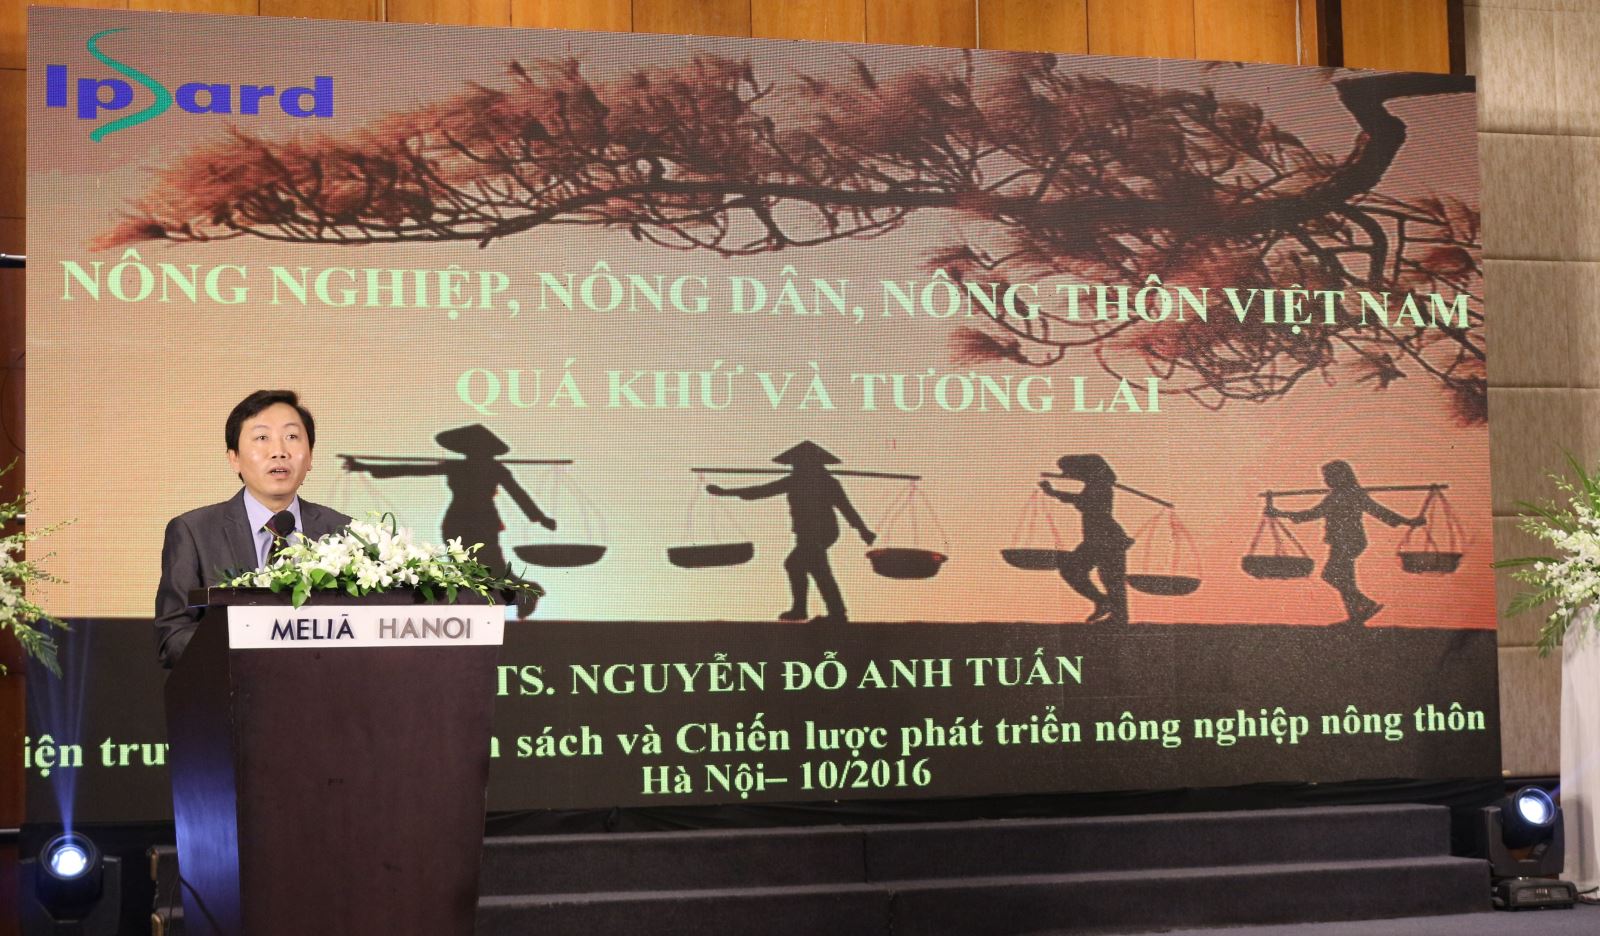 Ipsard
NÔNG NGHIỆP, NÔNG DÂN, NÔNG THÔN VIỆT NAM
QUÁ KHỨ VÀ TƯƠNG LAI
MELIÃ HANOI
TS. NGUYỄN ĐỖ ANH TUẤN
sách và Chiến lược phát triển nông nghiệp nông thôn
Hà Nội– 10/2016